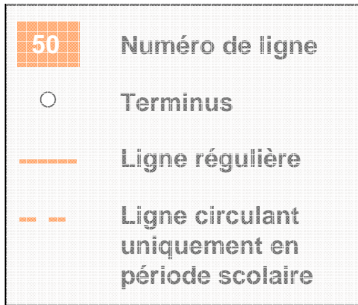 50 Numéro de ligne
Terminus
Ligne régulière
Ligne circulant
uniquement en
période scolaire